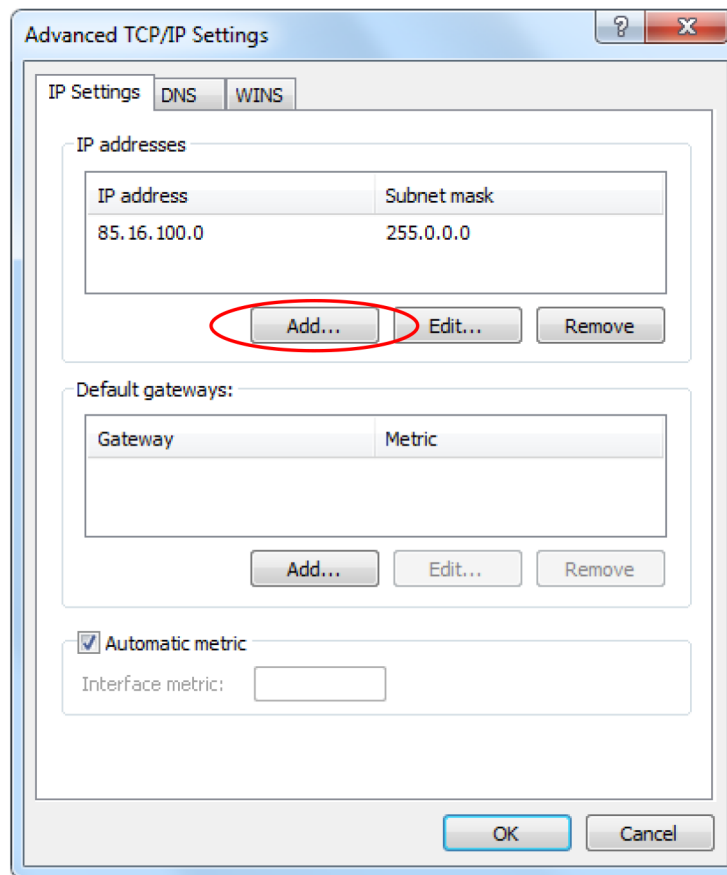 Advanced TCP/IP Settings
?
X
IP Settings DNS WINS
IP addresses
IP address Subnet mask
85.16.100.0 255.0.0.0
Add... Edit... Remove
Default gateways:
Gateway Metric
Add... Edit... Remove
Automatic metric
Interface metric:
OK Cancel